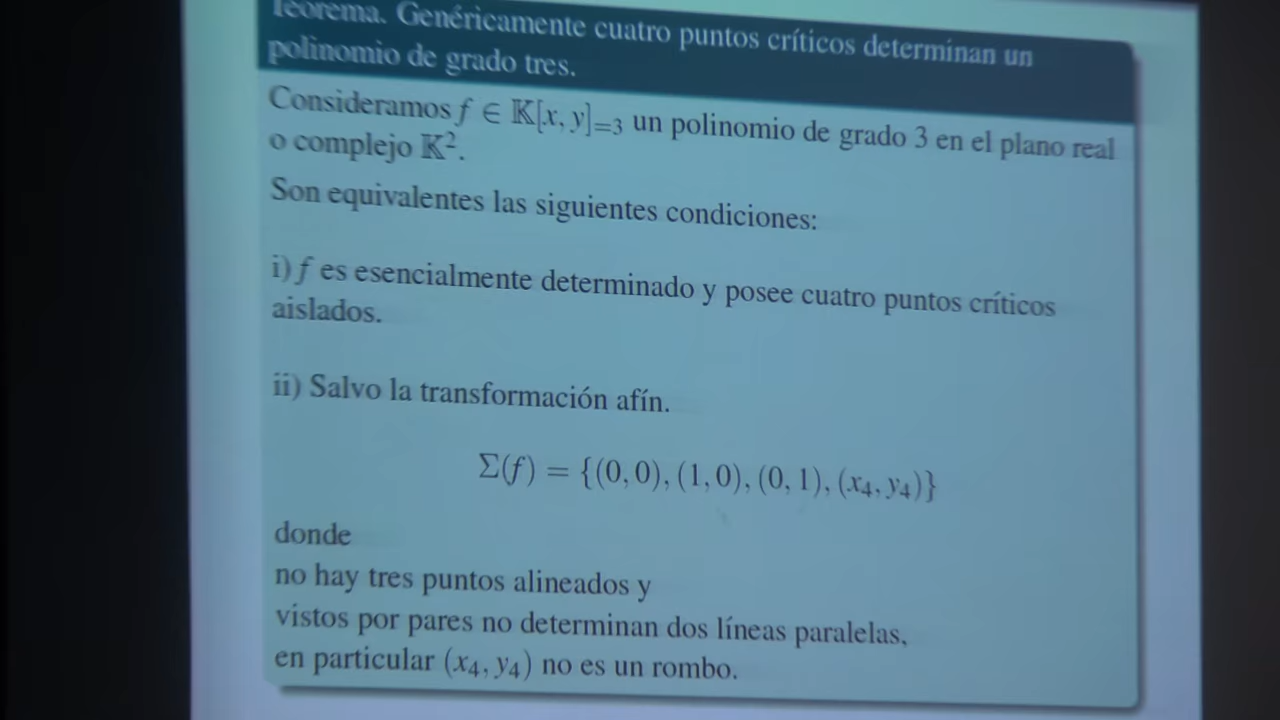 Teorema. Genéricamente cuatro puntos críticos determinan un
polinomio de grado tres.
Consideramos f ∈ 𝕂[x, y]₌₃ un polinomio de grado 3 en el plano real
o complejo 𝕂².
Son equivalentes las siguientes condiciones:
i) f es esencialmente determinado y posee cuatro puntos críticos
aislados.
ii) Salvo la transformación afín.
Σ(f) = {(0, 0), (1, 0), (0, 1), (x₄, y₄)}
donde
no hay tres puntos alineados y
vistos por pares no determinan dos líneas paralelas,
en particular (x₄, y₄) no es un rombo.